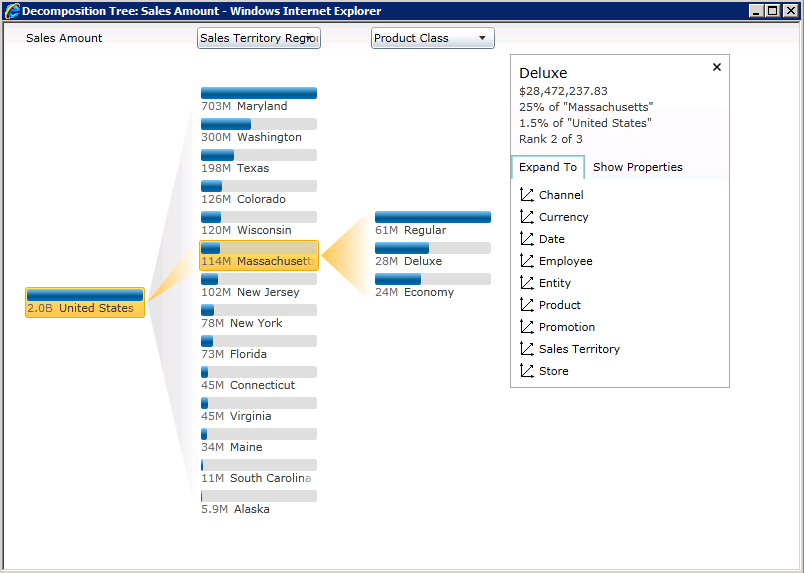 Decomposition Tree: Sales Amount - Windows Internet Explorer
Sales Amount
Sales Territory Region
Product Class
703M Maryland
300M Washington
198M Texas
126M Colorado
120M Wisconsin
114M Massachusetts
102M New Jersey
78M New York
73M Florida
45M Connecticut
45M Virginia
34M Maine
11M South Carolina
5.9M Alaska
2.0B United States
61M Regular
28M Deluxe
24M Economy
Deluxe
$28,472,237.83
25% of "Massachusetts"
1.5% of "United States"
Rank 2 of 3
Expand To Show Properties
Channel
Currency
Date
Employee
Entity
Product
Promotion
Sales Territory
Store